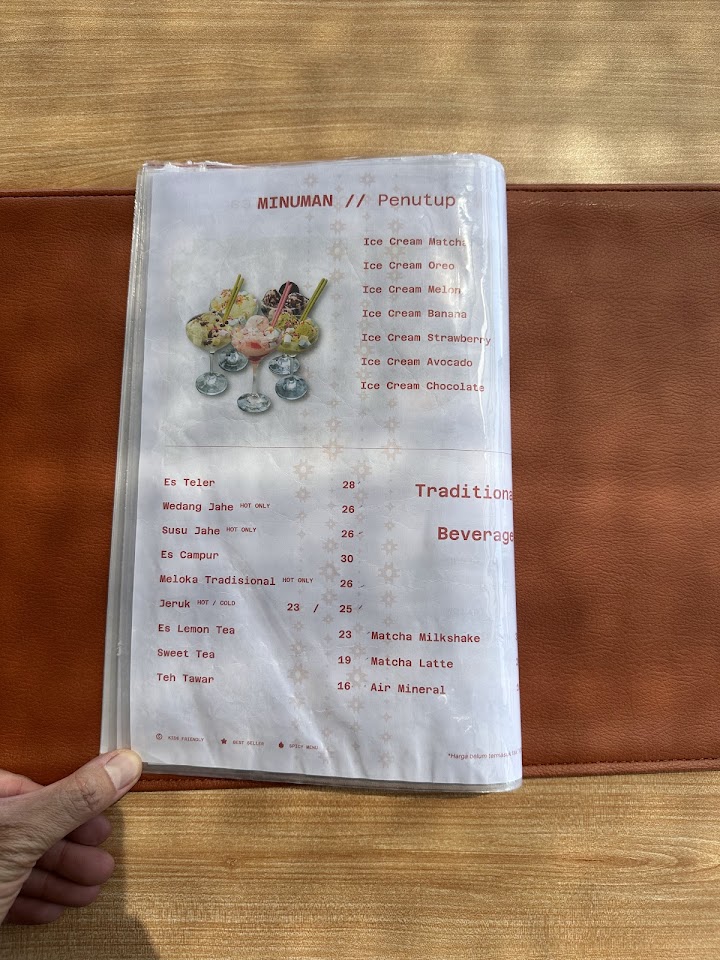 MINUMAN // Penutup
Ice Cream Matcha
Ice Cream Oreo
Ice Cream Melon
Ice Cream Banana
Ice Cream Strawberry
Ice Cream Avocado
Ice Cream Chocolate
Es Teler 28
Wedang Jahe HOT ONLY 26
Susu Jahe HOT ONLY 26
Es Campur 30
Meloka Tradisional HOT ONLY 26
Jeruk HOT / COLD 23 / 25
Es Lemon Tea 23
Sweet Tea 19
Teh Tawar 16
Traditiona
Beverage
Matcha Milkshake
Matcha Latte
Air Mineral
KIDS FRIENDLY BEST SELLER SPICY MENU
*Harga belum termasuk